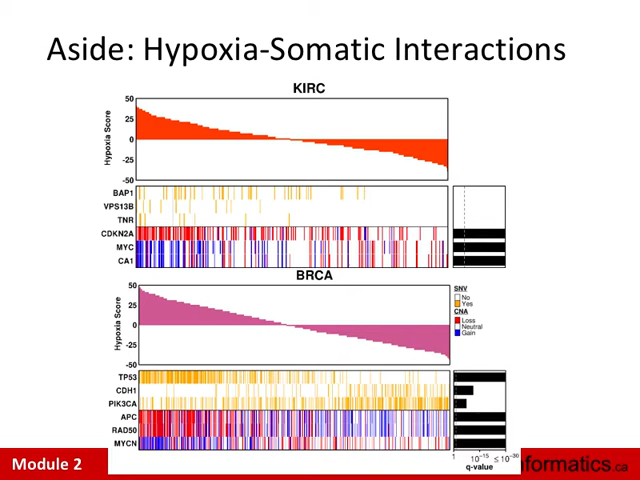 Aside: Hypoxia-Somatic Interactions
KIRC
Hypoxia Score
50
25
0
-25
-50
BAP1
VPS13B
TNR
CDKN2A
MYC
CA1
BRCA
Hypoxia Score
50
25
0
-25
-50
SNV
No
Yes
CNA
Loss
Neutral
Gain
TP53
CDH1
PIK3CA
APC
RAD50
MYCN
1 10⁻¹⁵ ≤10⁻³⁰
q-value
Module 2
nformatics.ca